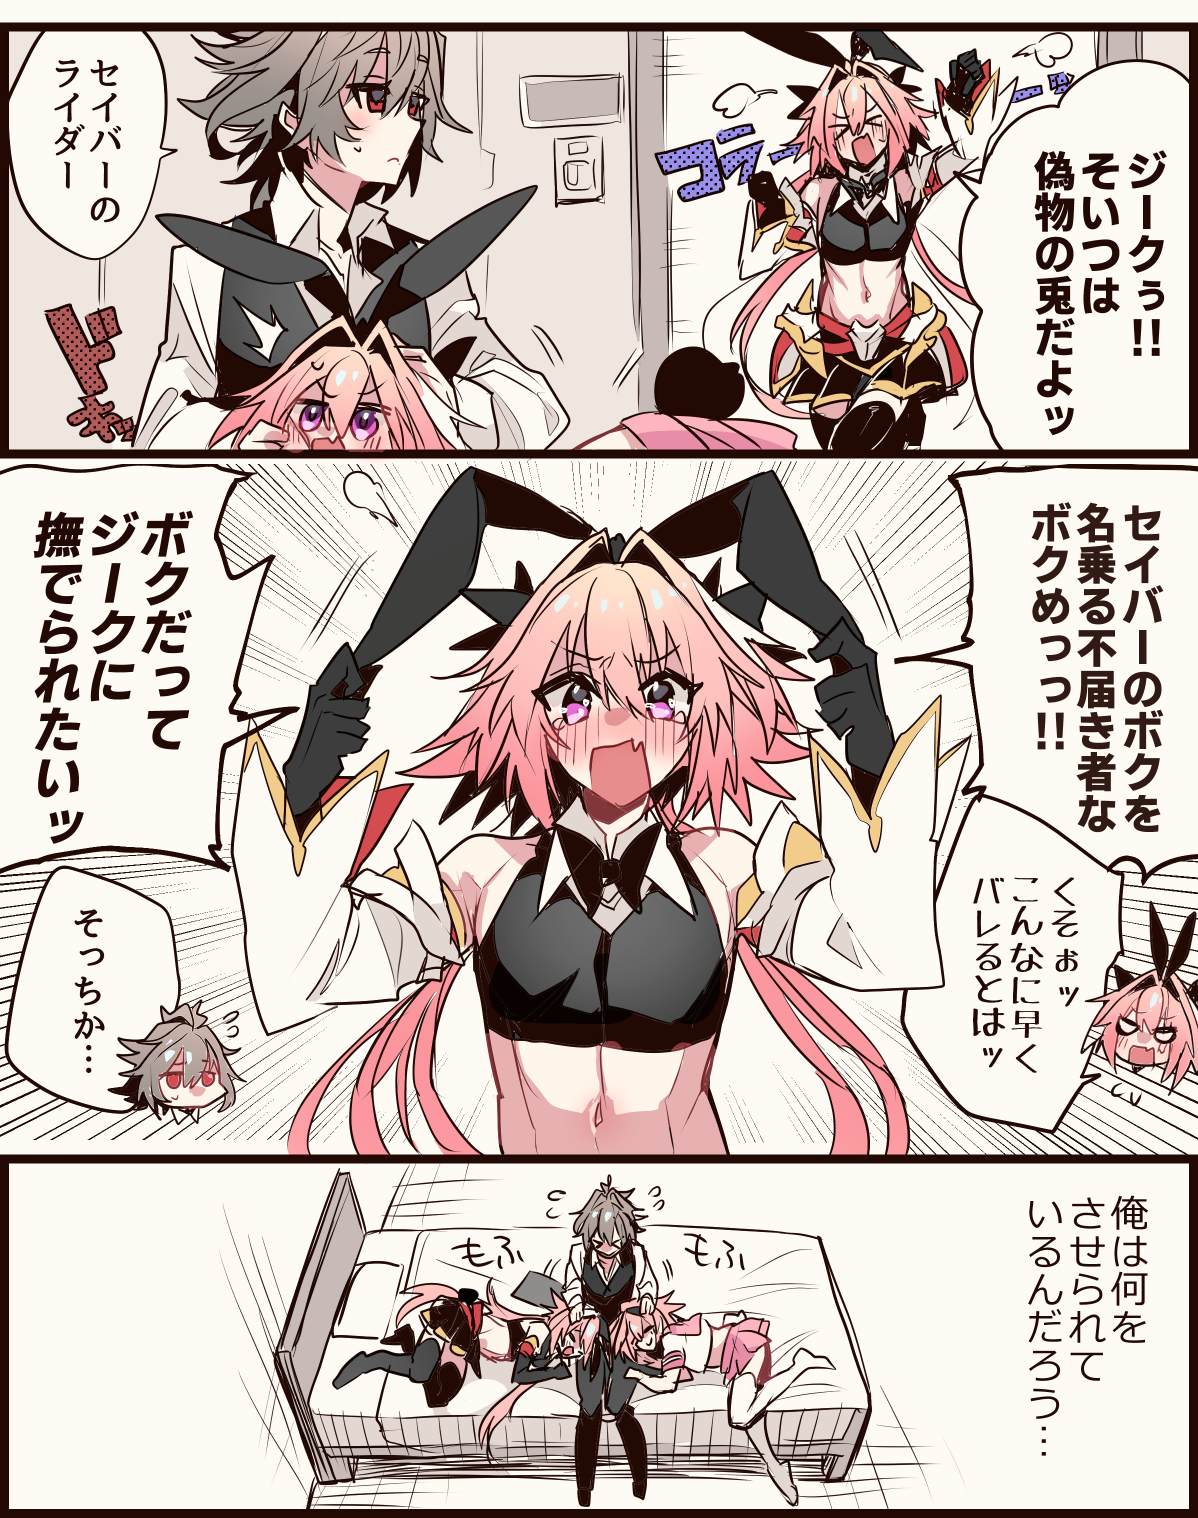 ジークぅ!!
そいつは
偽物の兎だよッ
コラー
セイバーの
ライダー
ドキッ
セイバーのボクを
名乗る不届き者な
ボクめっっ!!
くそぉッ
こんなに早く
バレるとはッ
ボクだって
ジークに
撫でられたいッ
そっちか…
俺は何を
させられて
いるんだろう…
もふ
もふ